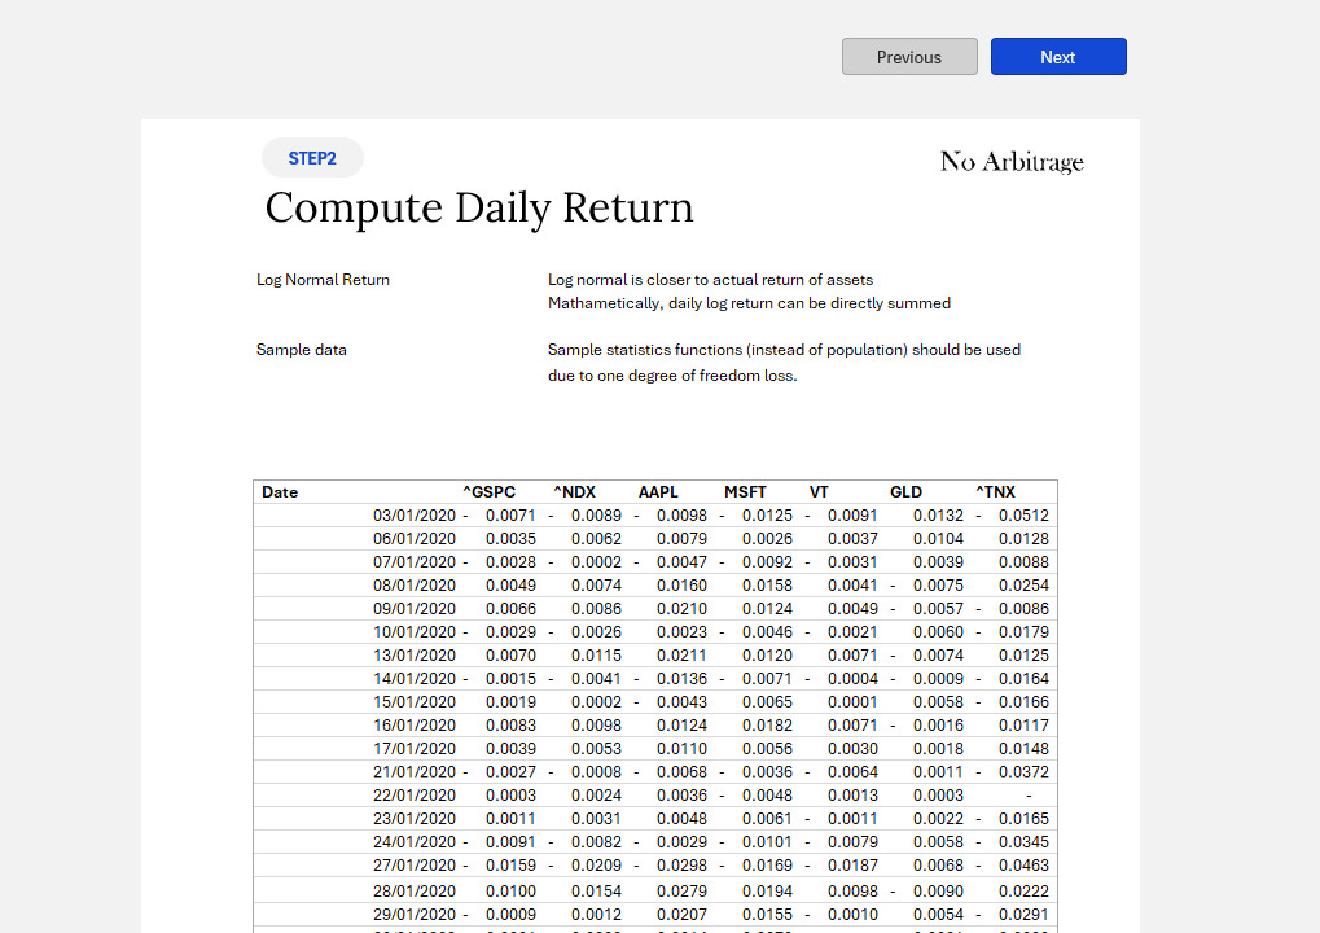 Previous Next
STEP2
No Arbitrage
Compute Daily Return
Log Normal Return Log normal is closer to actual return of assets
Mathametically, daily log return can be directly summed
Sample data Sample statistics functions (instead of population) should be used
due to one degree of freedom loss.
Date ^GSPC ^NDX AAPL MSFT VT GLD ^TNX
03/01/2020 - 0.0071 - 0.0089 - 0.0098 - 0.0125 - 0.0091 0.0132 - 0.0512
06/01/2020 0.0035 0.0062 0.0079 0.0026 0.0037 0.0104 0.0128
07/01/2020 - 0.0028 - 0.0002 - 0.0047 - 0.0092 - 0.0031 0.0039 0.0088
08/01/2020 0.0049 0.0074 0.0160 0.0158 0.0041 - 0.0075 0.0254
09/01/2020 0.0066 0.0086 0.0210 0.0124 0.0049 - 0.0057 - 0.0086
10/01/2020 - 0.0029 - 0.0026 0.0023 - 0.0046 - 0.0021 0.0060 - 0.0179
13/01/2020 0.0070 0.0115 0.0211 0.0120 0.0071 - 0.0074 0.0125
14/01/2020 - 0.0015 - 0.0041 - 0.0136 - 0.0071 - 0.0004 - 0.0009 - 0.0164
15/01/2020 0.0019 0.0002 - 0.0043 0.0065 0.0001 0.0058 - 0.0166
16/01/2020 0.0083 0.0098 0.0124 0.0182 0.0071 - 0.0016 0.0117
17/01/2020 0.0039 0.0053 0.0110 0.0056 0.0030 0.0018 0.0148
21/01/2020 - 0.0027 - 0.0008 - 0.0068 - 0.0036 - 0.0064 0.0011 - 0.0372
22/01/2020 0.0003 0.0024 0.0036 - 0.0048 0.0013 0.0003 -
23/01/2020 0.0011 0.0031 0.0048 0.0061 - 0.0011 0.0022 - 0.0165
24/01/2020 - 0.0091 - 0.0082 - 0.0029 - 0.0101 - 0.0079 0.0058 - 0.0345
27/01/2020 - 0.0159 - 0.0209 - 0.0298 - 0.0169 - 0.0187 0.0068 - 0.0463
28/01/2020 0.0100 0.0154 0.0279 0.0194 0.0098 - 0.0090 0.0222
29/01/2020 - 0.0009 0.0012 0.0207 0.0155 - 0.0010 0.0054 - 0.0291